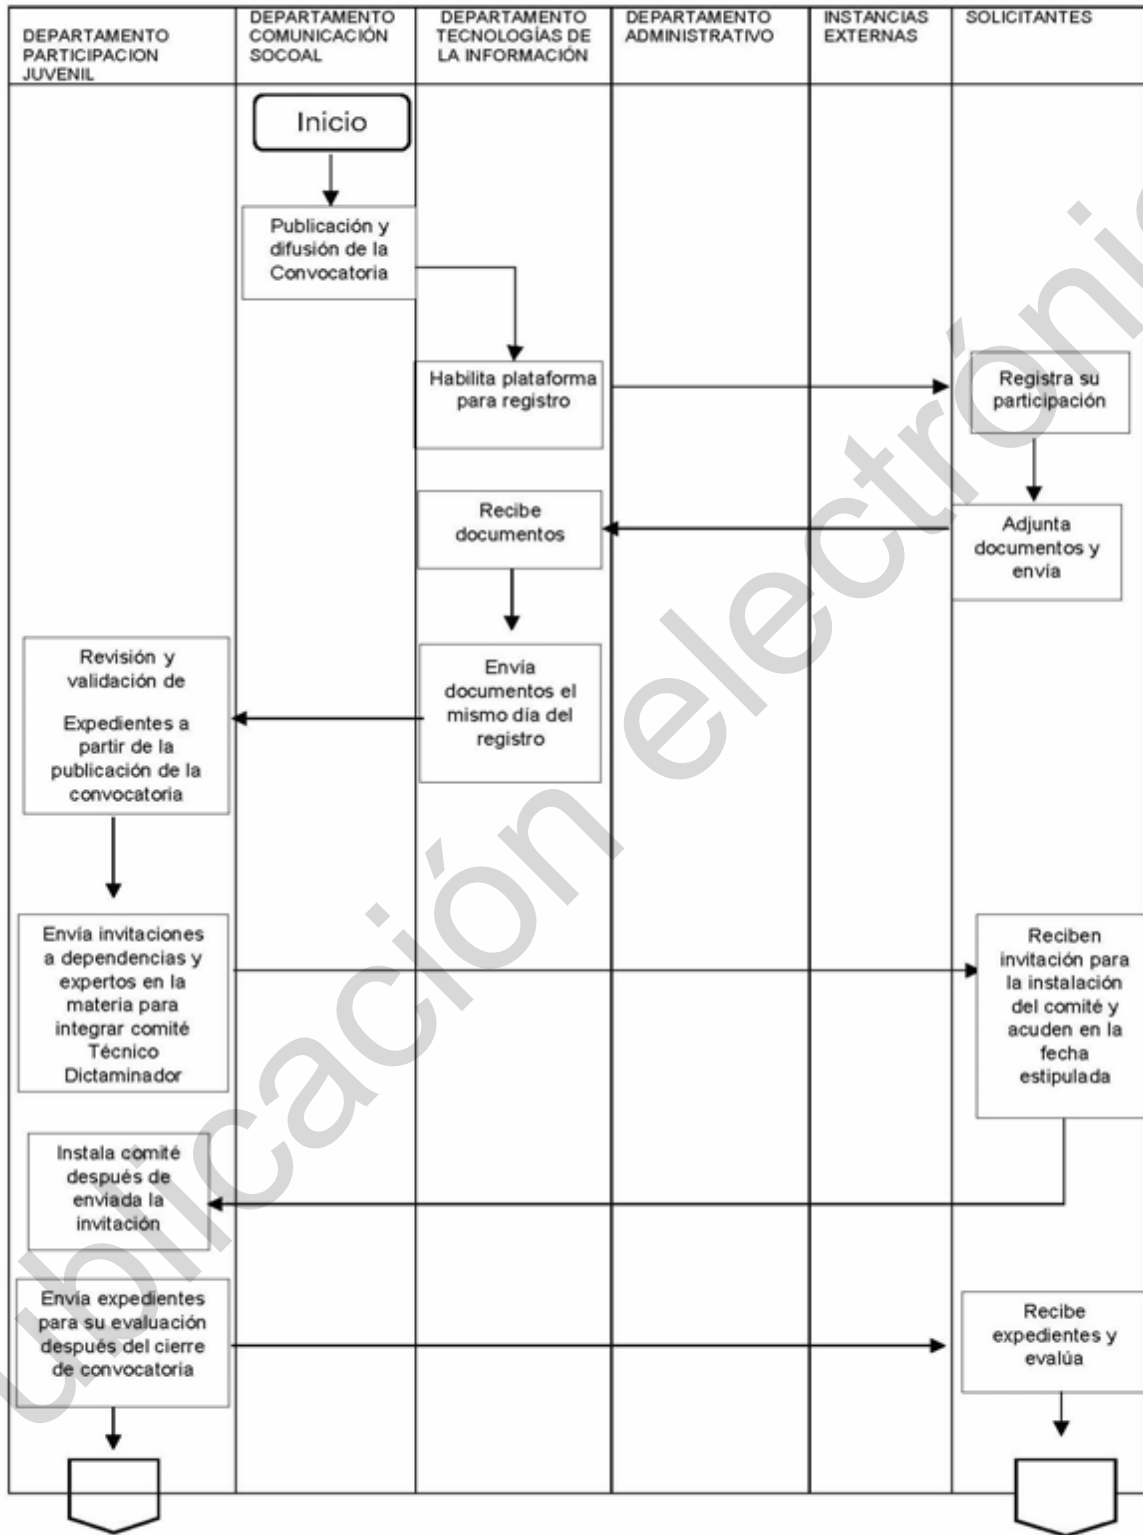 DEPARTAMENTO
PARTICIPACION
JUVENIL
DEPARTAMENTO
COMUNICACIÓN
SOCOAL
DEPARTAMENTO
TECNOLOGÍAS DE
LA INFORMACIÓN
DEPARTAMENTO
ADMINISTRATIVO
INSTANCIAS
EXTERNAS
SOLICITANTES
Inicio
Publicación y
difusión de la
Convocatoria
Habilita plataforma
para registro
Registra su
participación
Adjunta
documentos y
envía
Recibe
documentos
Envía
documentos el
mismo día del
registro
Revisión y
validación de
Expedientes a
partir de la
publicación de la
convocatoria
Envía invitaciones
a dependencias y
expertos en la
materia para
integrar comité
Técnico
Dictaminador
Reciben
invitación para
la instalación
del comité y
acuden en la
fecha
estipulada
Instala comité
después de
enviada la
invitación
Envía expedientes
para su evaluación
después del cierre
de convocatoria
Recibe
expedientes y
evalúa
ublicación electrónic